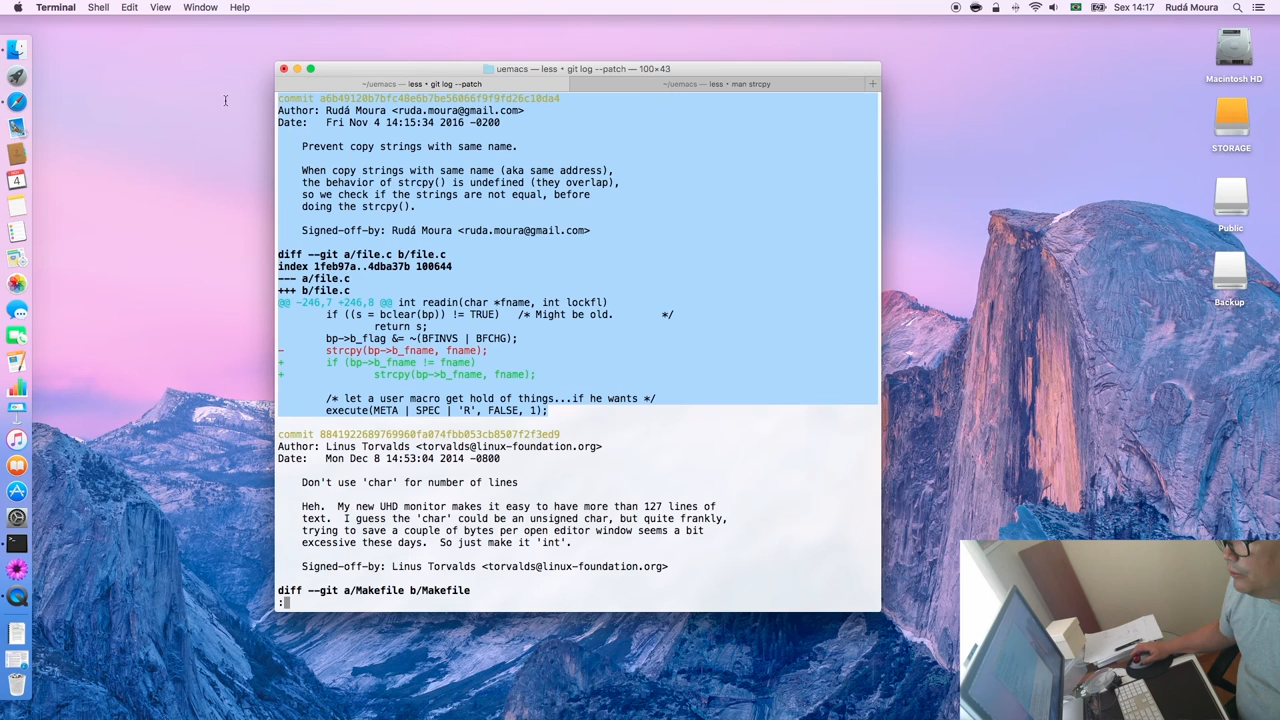 Terminal Shell Edit View Window Help
Sex 14:17 Rudá Moura
uemacs — less • git log --patch — 100×43
~/uemacs — less • git log --patch
~/uemacs — less • man strcpy
commit a6b49120b7bfc48e6b7be56066f9f9fd26c10da4
Author: Rudá Moura <ruda.moura@gmail.com>
Date:   Fri Nov 4 14:15:34 2016 -0200
    Prevent copy strings with same name.
    When copy strings with same name (aka same address),
    the behavior of strcpy() is undefined (they overlap),
    so we check if the strings are not equal, before
    doing the strcpy().
    Signed-off-by: Rudá Moura <ruda.moura@gmail.com>
diff --git a/file.c b/file.c
index 1feb97a..4dba37b 100644
--- a/file.c
+++ b/file.c
@@ -246,7 +246,8 @@ int readin(char *fname, int lockfl)
        if ((s = bclear(bp)) != TRUE)   /* Might be old.        */
                return s;
        bp->b_flag &= ~(BFINVS | BFCHG);
-       strcpy(bp->b_fname, fname);
+       if (bp->b_fname != fname)
+               strcpy(bp->b_fname, fname);
        /* let a user macro get hold of things...if he wants */
        execute(META | SPEC | 'R', FALSE, 1);
commit 8841922689769960fa074fbb053cb8507f2f3ed9
Author: Linus Torvalds <torvalds@linux-foundation.org>
Date:   Mon Dec 8 14:53:04 2014 -0800
    Don't use 'char' for number of lines
    Heh.  My new UHD monitor makes it easy to have more than 127 lines of
    text.  I guess the 'char' could be an unsigned char, but quite frankly,
    trying to save a couple of bytes per open editor window seems a bit
    excessive these days.  So just make it 'int'.
    Signed-off-by: Linus Torvalds <torvalds@linux-foundation.org>
diff --git a/Makefile b/Makefile
:
Macintosh HD
STORAGE
Public
Backup
4